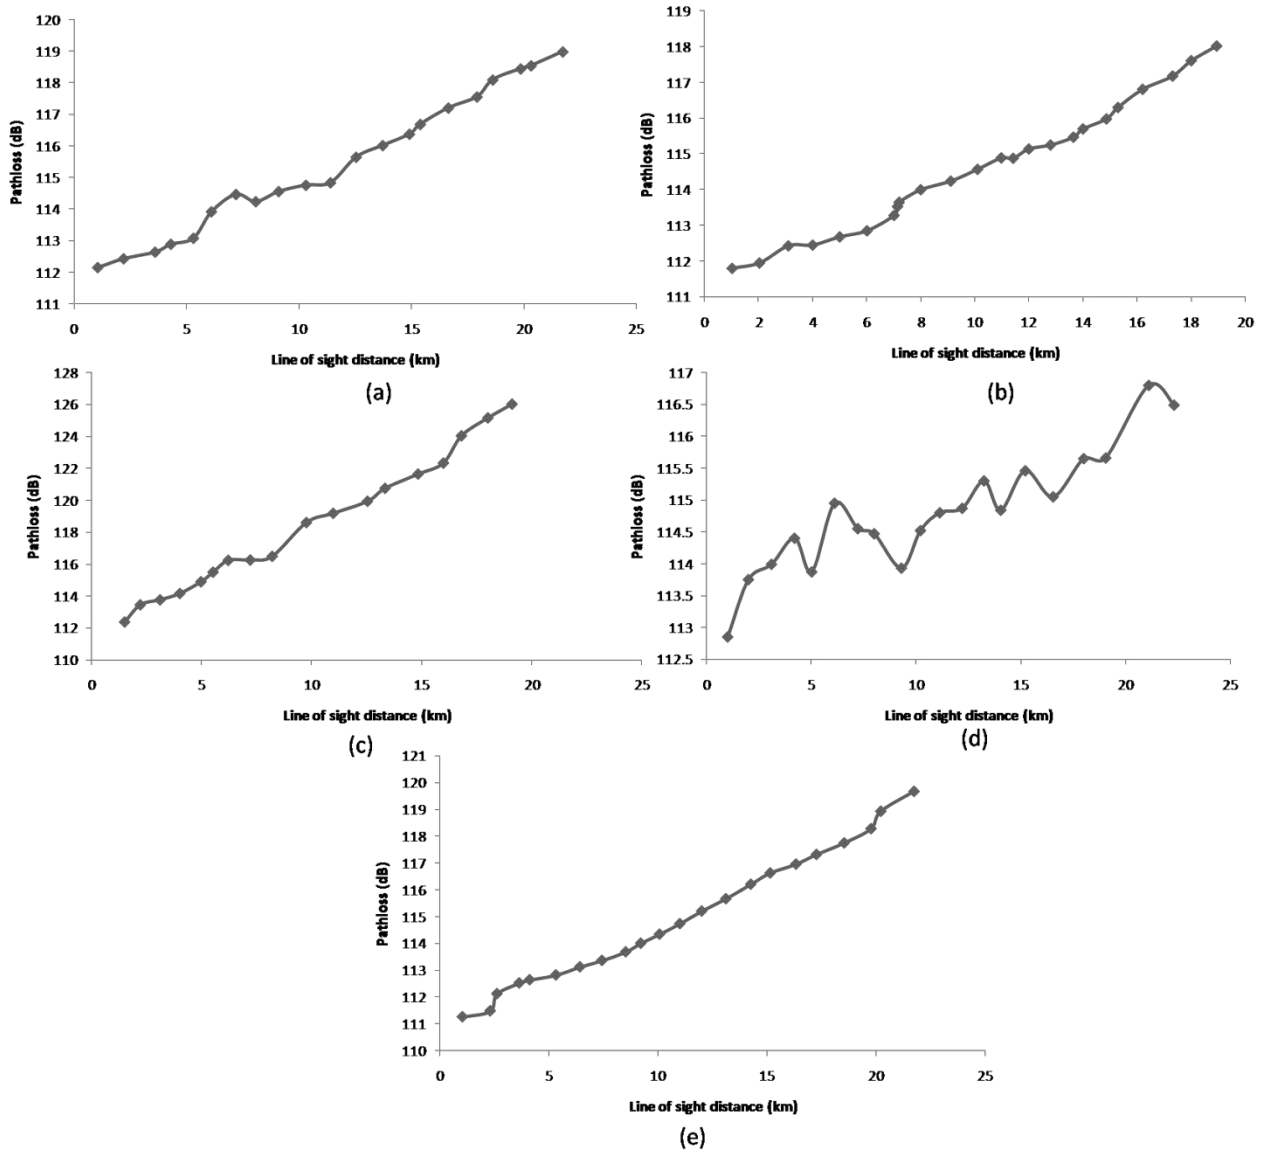 120
119
118
117
116
115
114
113
112
111
Pathloss (dB)
0 5 10 15 20 25
Line of sight distance (km)
(a)
119
118
117
116
115
114
113
112
111
Pathloss (dB)
0 2 4 6 8 10 12 14 16 18 20
Line of sight distance (km)
(b)
128
126
124
122
120
118
116
114
112
110
Pathloss (dB)
0 5 10 15 20 25
Line of sight distance (km)
(c)
117
116.5
116
115.5
115
114.5
114
113.5
113
112.5
Pathloss (dB)
0 5 10 15 20 25
Line of sight distance (km)
(d)
121
120
119
118
117
116
115
114
113
112
111
110
Pathloss (dB)
0 5 10 15 20 25
Line of sight distance (km)
(e)